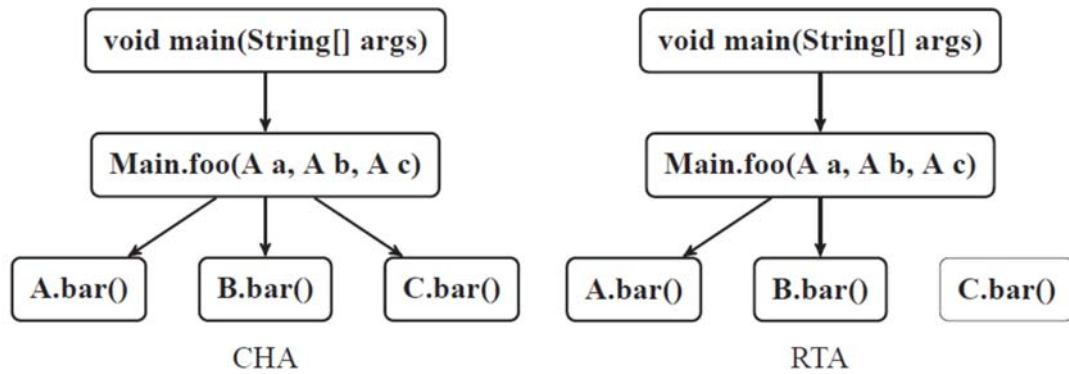 void main(String[] args)
void main(String[] args)
Main.foo(A a, A b, A c)
Main.foo(A a, A b, A c)
A.bar()
B.bar()
C.bar()
A.bar()
B.bar()
C.bar()
CHA
RTA